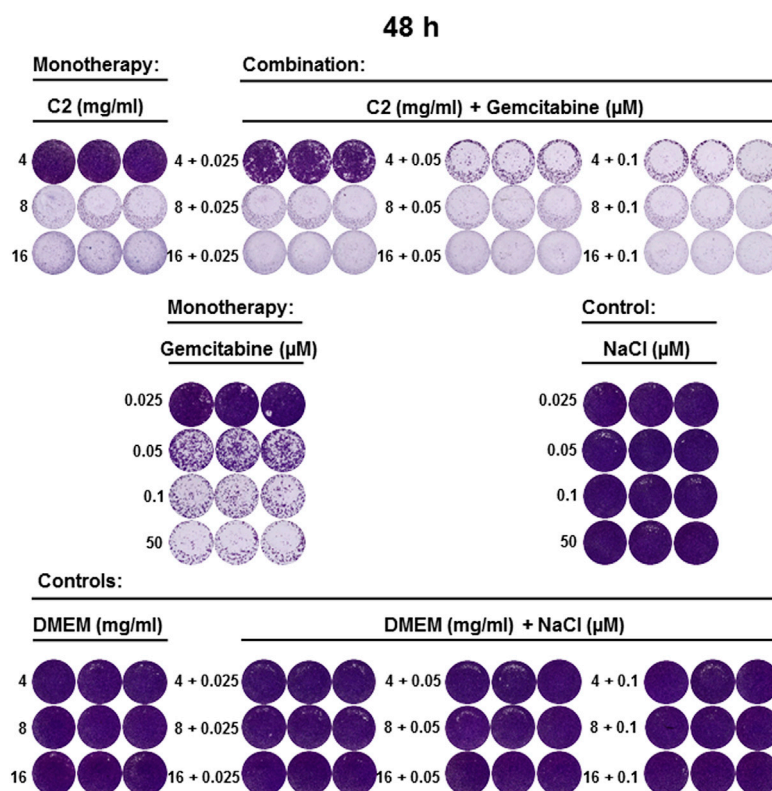 48 h
Monotherapy: Combination:
C2 (mg/ml) C2 (mg/ml) + Gemcitabine (µM)
4 4 + 0.025 4 + 0.05 4 + 0.1
8 8 + 0.025 8 + 0.05 8 + 0.1
16 16 + 0.025 16 + 0.05 16 + 0.1
Monotherapy: Control:
Gemcitabine (µM) NaCl (µM)
0.025 0.025
0.05 0.05
0.1 0.1
50 50
Controls:
DMEM (mg/ml) DMEM (mg/ml) + NaCl (µM)
4 4 + 0.025 4 + 0.05 4 + 0.1
8 8 + 0.025 8 + 0.05 8 + 0.1
16 16 + 0.025 16 + 0.05 16 + 0.1